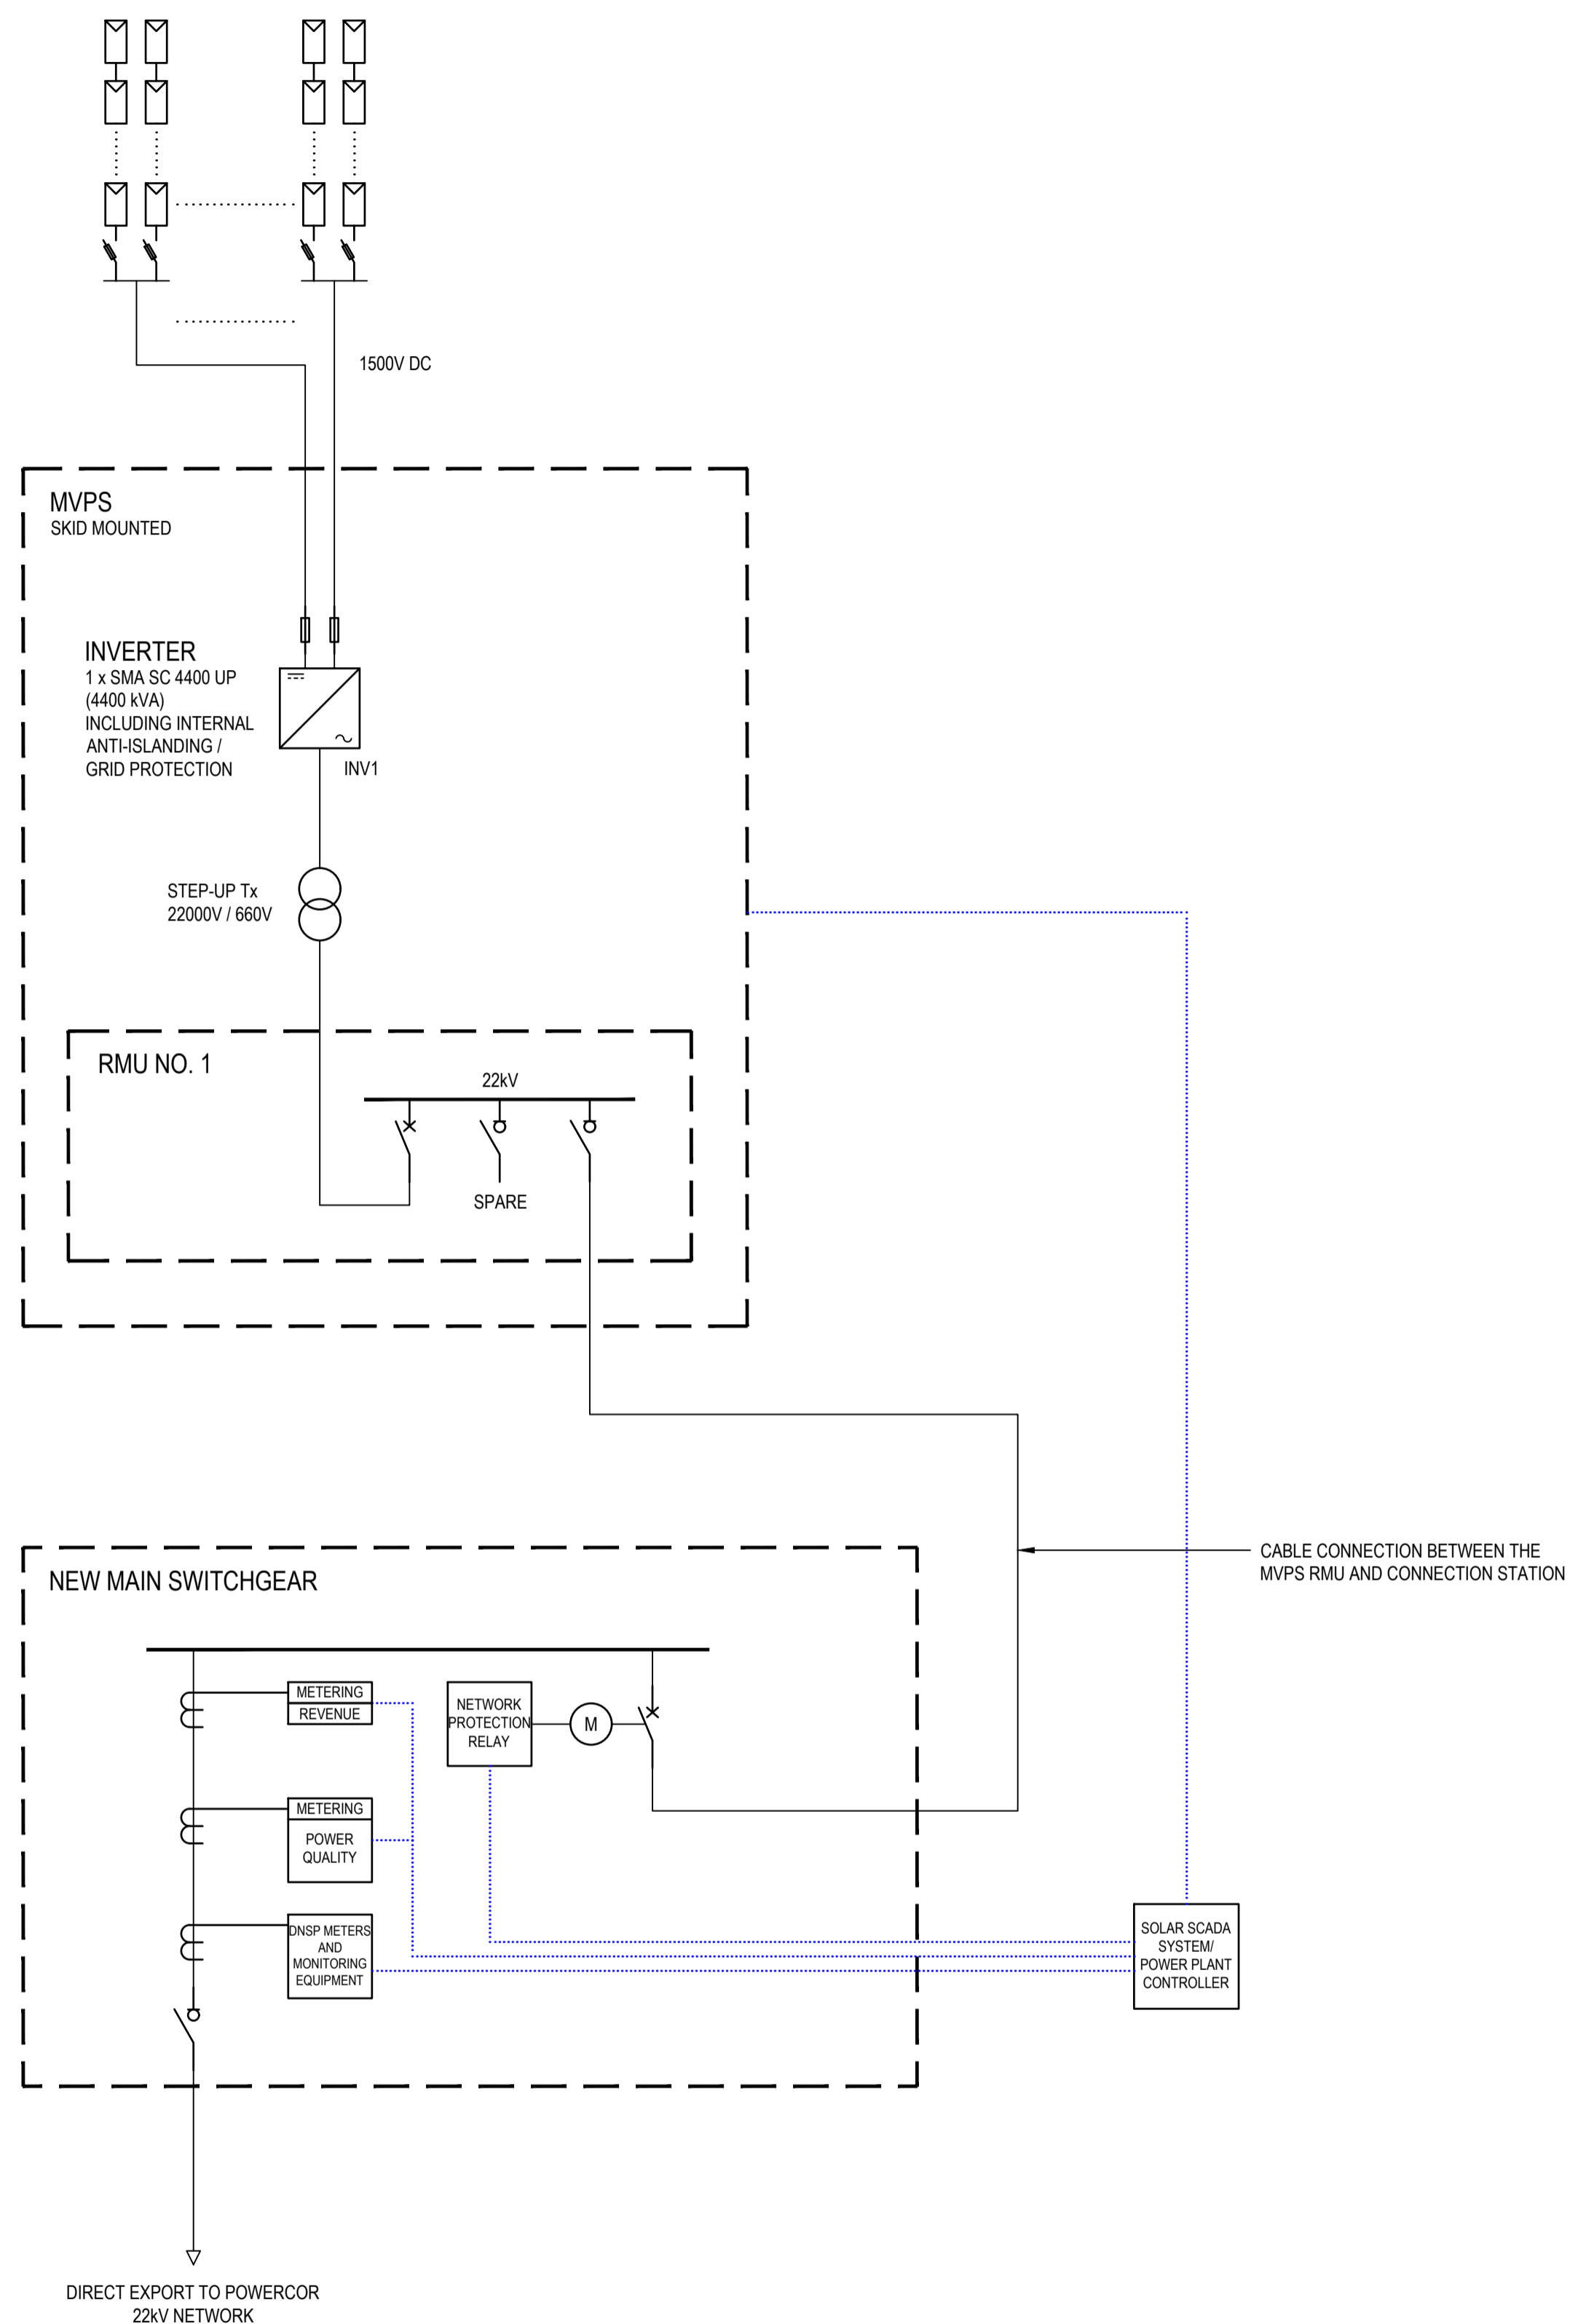 1500V DC
MVPS
SKID MOUNTED
INVERTER
1 x SMA SC 4400 UP
(4400 kVA)
INCLUDING INTERNAL
ANTI-ISLANDING /
GRID PROTECTION
INV1
STEP-UP Tx
22000V / 660V
RMU NO. 1
22kV
SPARE
CABLE CONNECTION BETWEEN THE
MVPS RMU AND CONNECTION STATION
NEW MAIN SWITCHGEAR
METERING
REVENUE
NETWORK
PROTECTION
RELAY
M
METERING
POWER
QUALITY
DNSP METERS
AND
MONITORING
EQUIPMENT
SOLAR SCADA
SYSTEM/
POWER PLANT
CONTROLLER
DIRECT EXPORT TO POWERCOR
22kV NETWORK